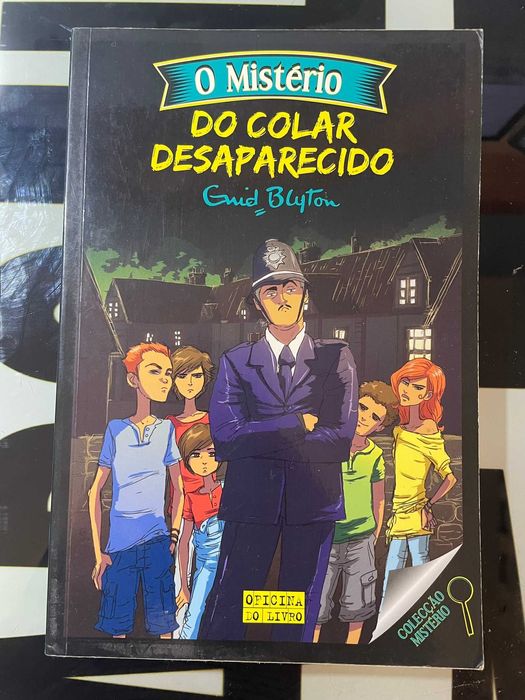 O Mistério
DO COLAR
DESAPARECIDO
Enid Blyton
OFICINA
DO LIVRO
COLECÇÃO
MISTÉRIO